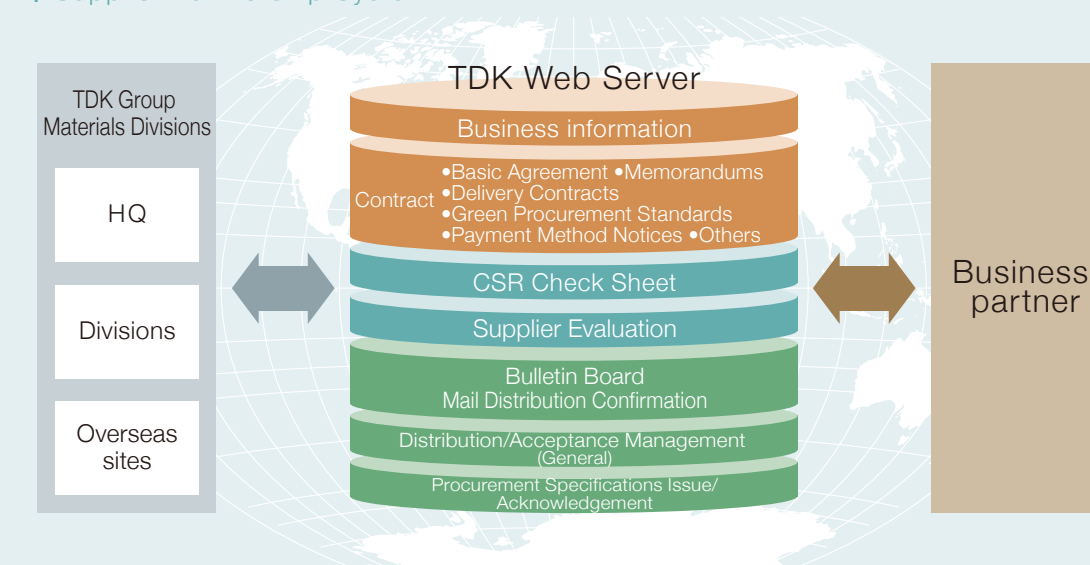 Supplier
TDK Web Server
TDK Group
Materials Divisions
HQ
Divisions
Overseas
sites
Business information
Contract
•Basic Agreement •Memorandums
•Delivery Contracts
•Green Procurement Standards
•Payment Method Notices •Others
CSR Check Sheet
Supplier Evaluation
Bulletin Board
Mail Distribution Confirmation
Distribution/Acceptance Management
(General)
Procurement Specifications Issue/
Acknowledgement
Business
partner